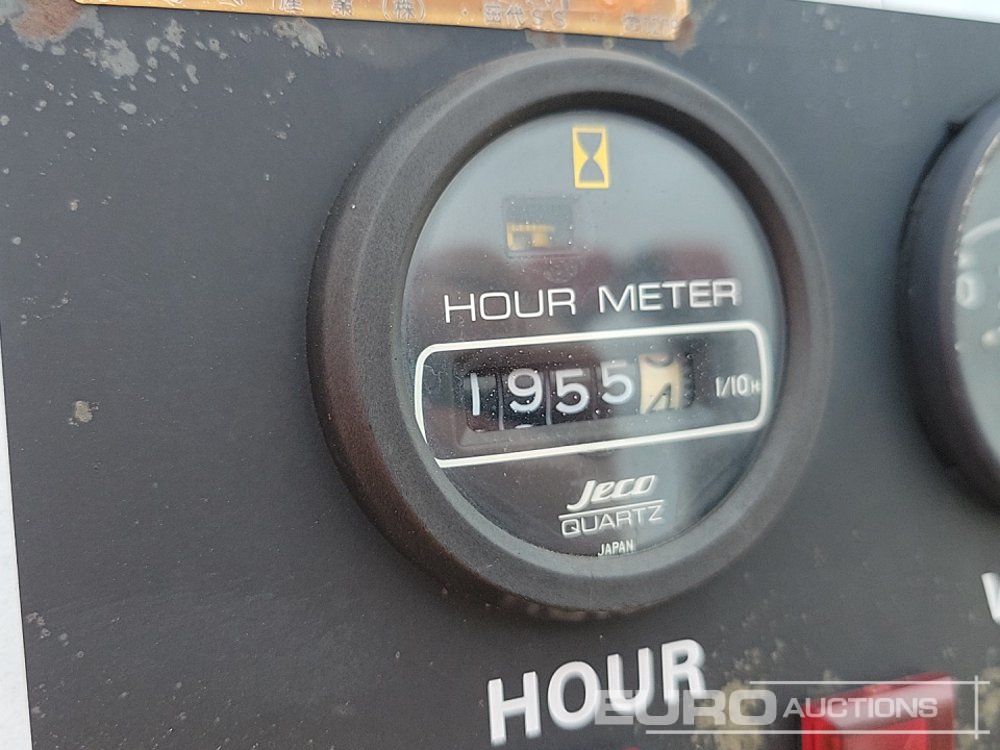 HOUR METER
1955
1/10H
Jeco
QUARTZ
JAPAN
HOUR
EURO AUCTIONS